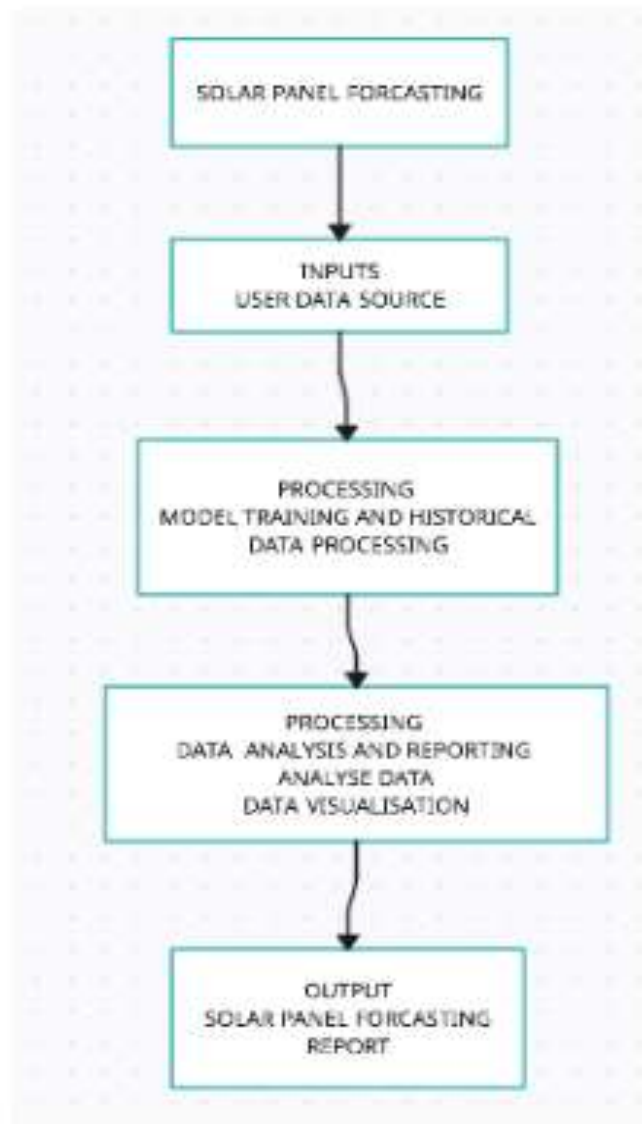 SOLAR PANEL FORCASTING
INPUTS
USER DATA SOURCE
PROCESSING
MODEL TRAINING AND HISTORICAL
DATA PROCESSING
PROCESSING
DATA ANALYSIS AND REPORTING
ANALYSE DATA
DATA VISUALISATION
OUTPUT
SOLAR PANEL FORCASTING
REPORT